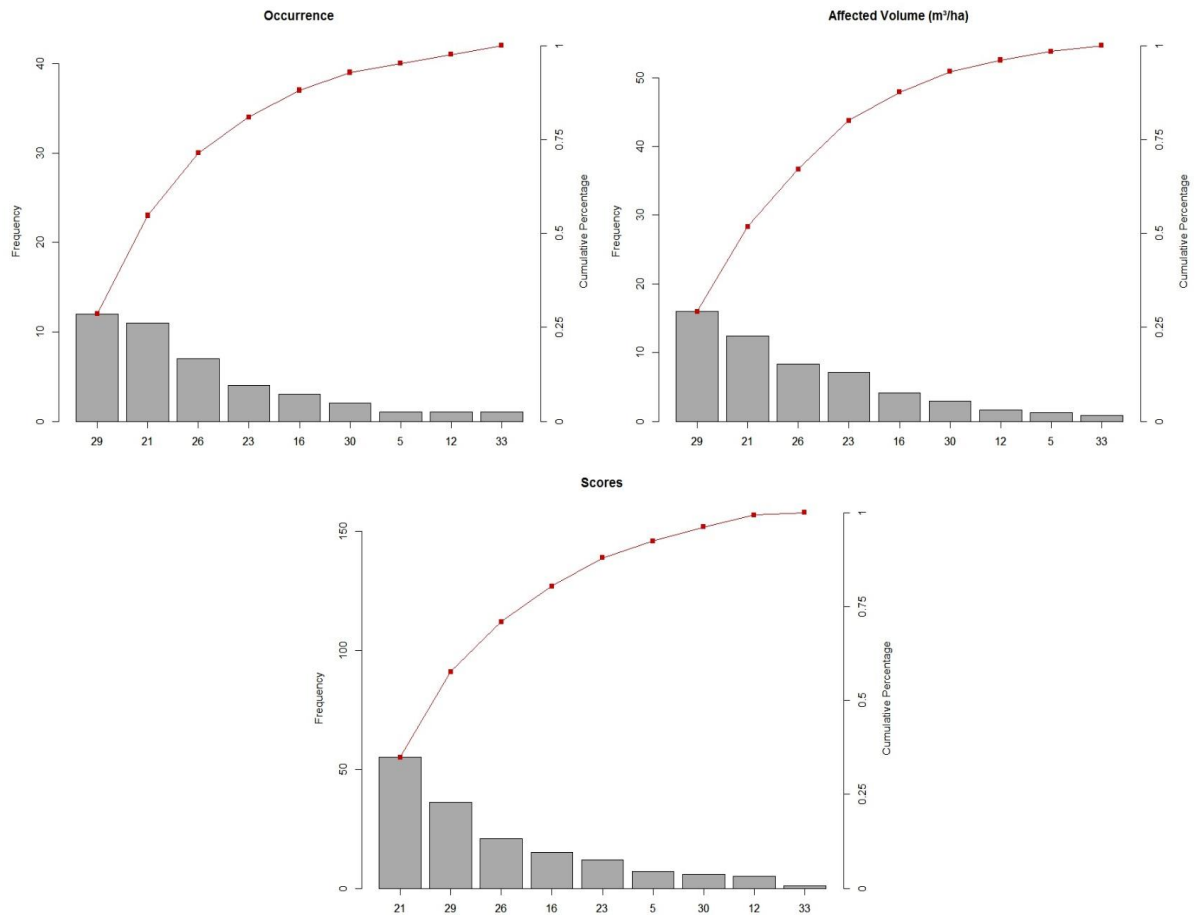 Occurrence
Frequency
0
10
20
30
40
29 21 26 23 16 30 5 12 33
0
0.25
0.5
0.75
1
Cumulative Percentage
Affected Volume (m³/ha)
Frequency
0
10
20
30
40
50
29 21 26 23 16 30 12 5 33
0
0.25
0.5
0.75
1
Cumulative Percentage
Scores
Frequency
0
50
100
150
21 29 26 16 23 5 30 12 33
0
0.25
0.5
0.75
1
Cumulative Percentage